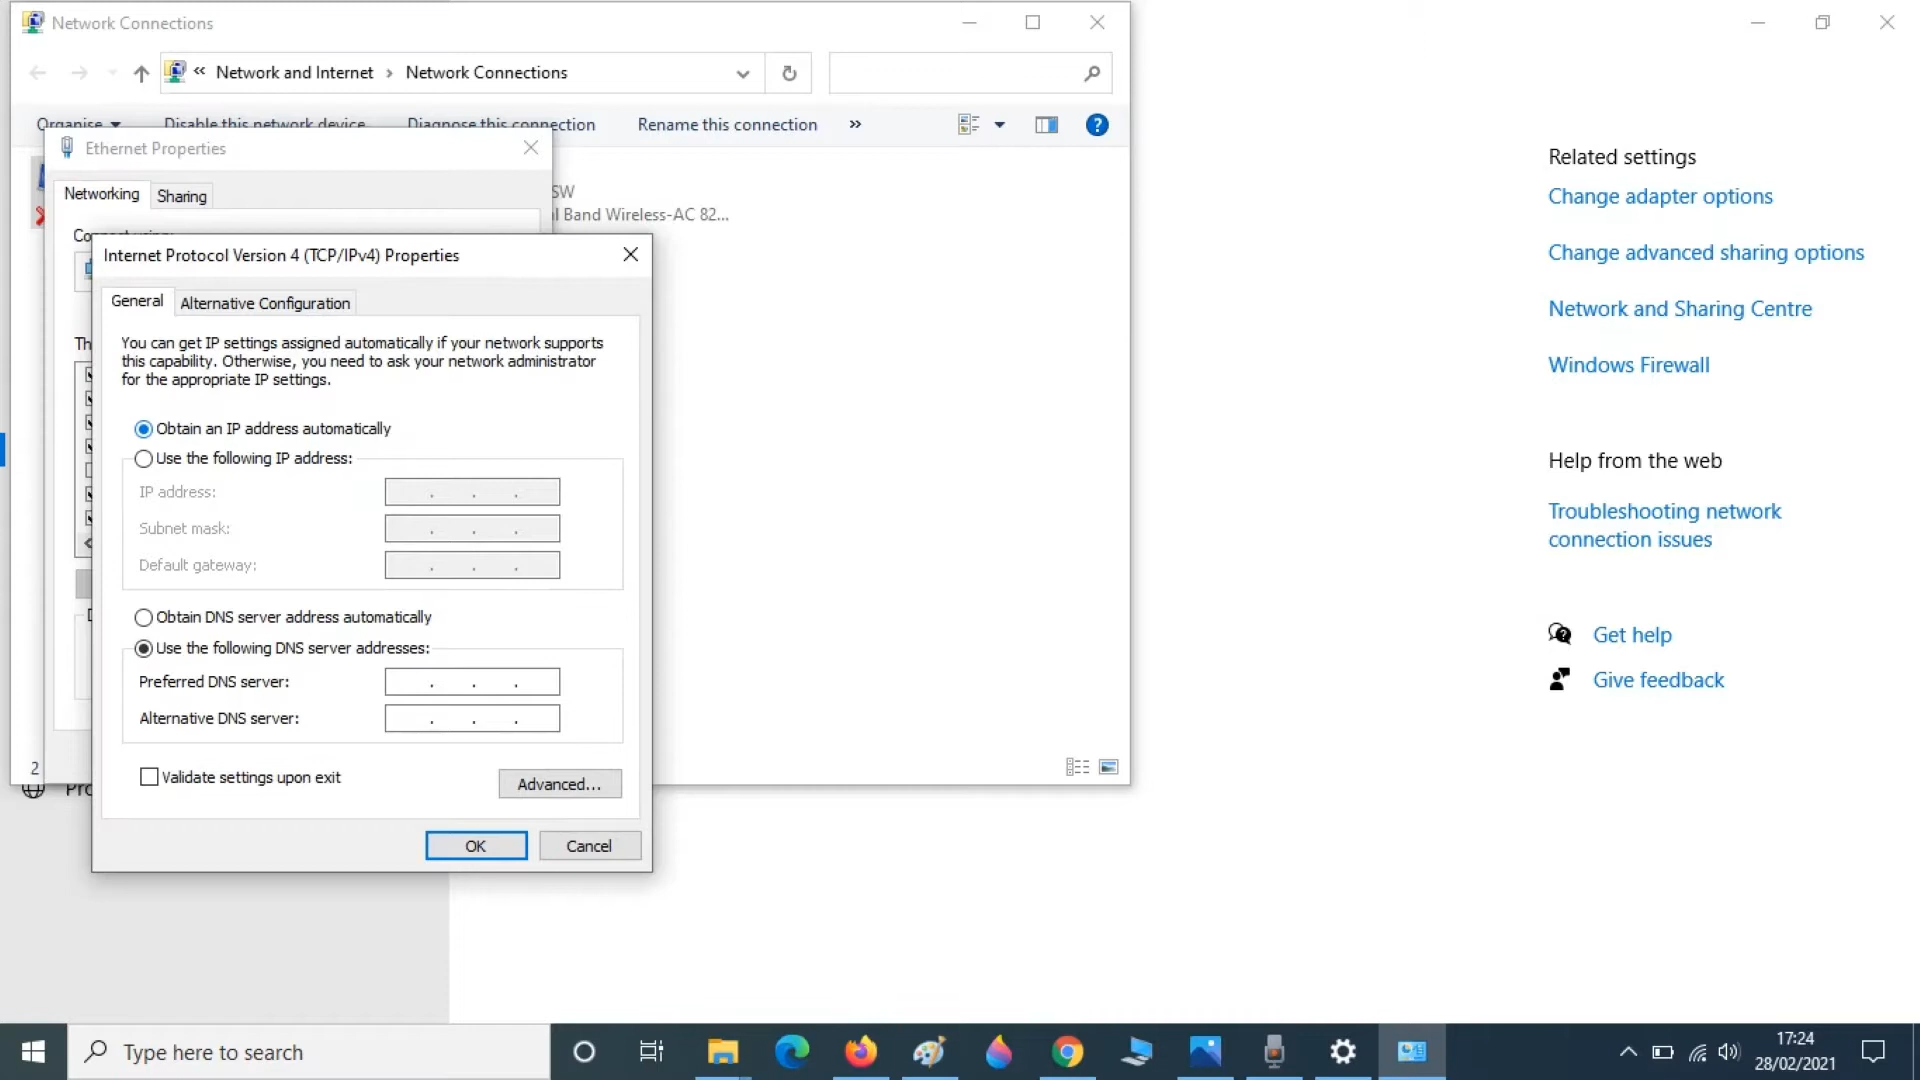 Network Connections
« Network and Internet › Network Connections
Organise
Disable this network device
Diagnose this connection
Rename this connection
»
Ethernet Properties
Networking
Sharing
SW
l Band Wireless-AC 82...
Connect using:
Internet Protocol Version 4 (TCP/IPv4) Properties
General
Alternative Configuration
Th
You can get IP settings assigned automatically if your network supports
this capability. Otherwise, you need to ask your network administrator
for the appropriate IP settings.
Obtain an IP address automatically
Use the following IP address:
IP address:
. . .
Subnet mask:
. . .
Default gateway:
. . .
Obtain DNS server address automatically
Use the following DNS server addresses:
Preferred DNS server:
. . .
Alternative DNS server:
. . .
Validate settings upon exit
Advanced...
OK
Cancel
2
Pro
Related settings
Change adapter options
Change advanced sharing options
Network and Sharing Centre
Windows Firewall
Help from the web
Troubleshooting network
connection issues
Get help
Give feedback
Type here to search
17:24
28/02/2021